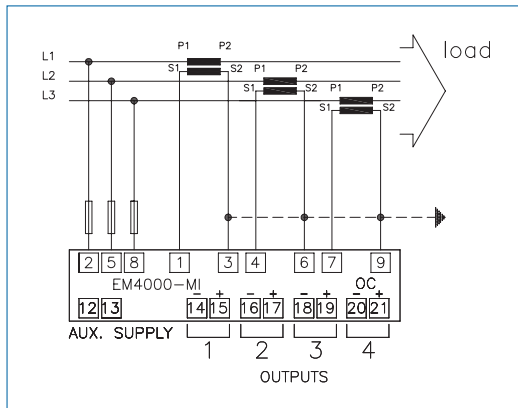 P1 P2
L1
S1 S2
P1 P2
load
L2
S1 S2
P1 P2
L3
S1 S2
2 5 8 1 3 4 6 7 9
EM4000-MI
OC
- + - + - + - +
12 13 14 15 16 17 18 19 20 21
AUX. SUPPLY
1 2 3 4
OUTPUTS